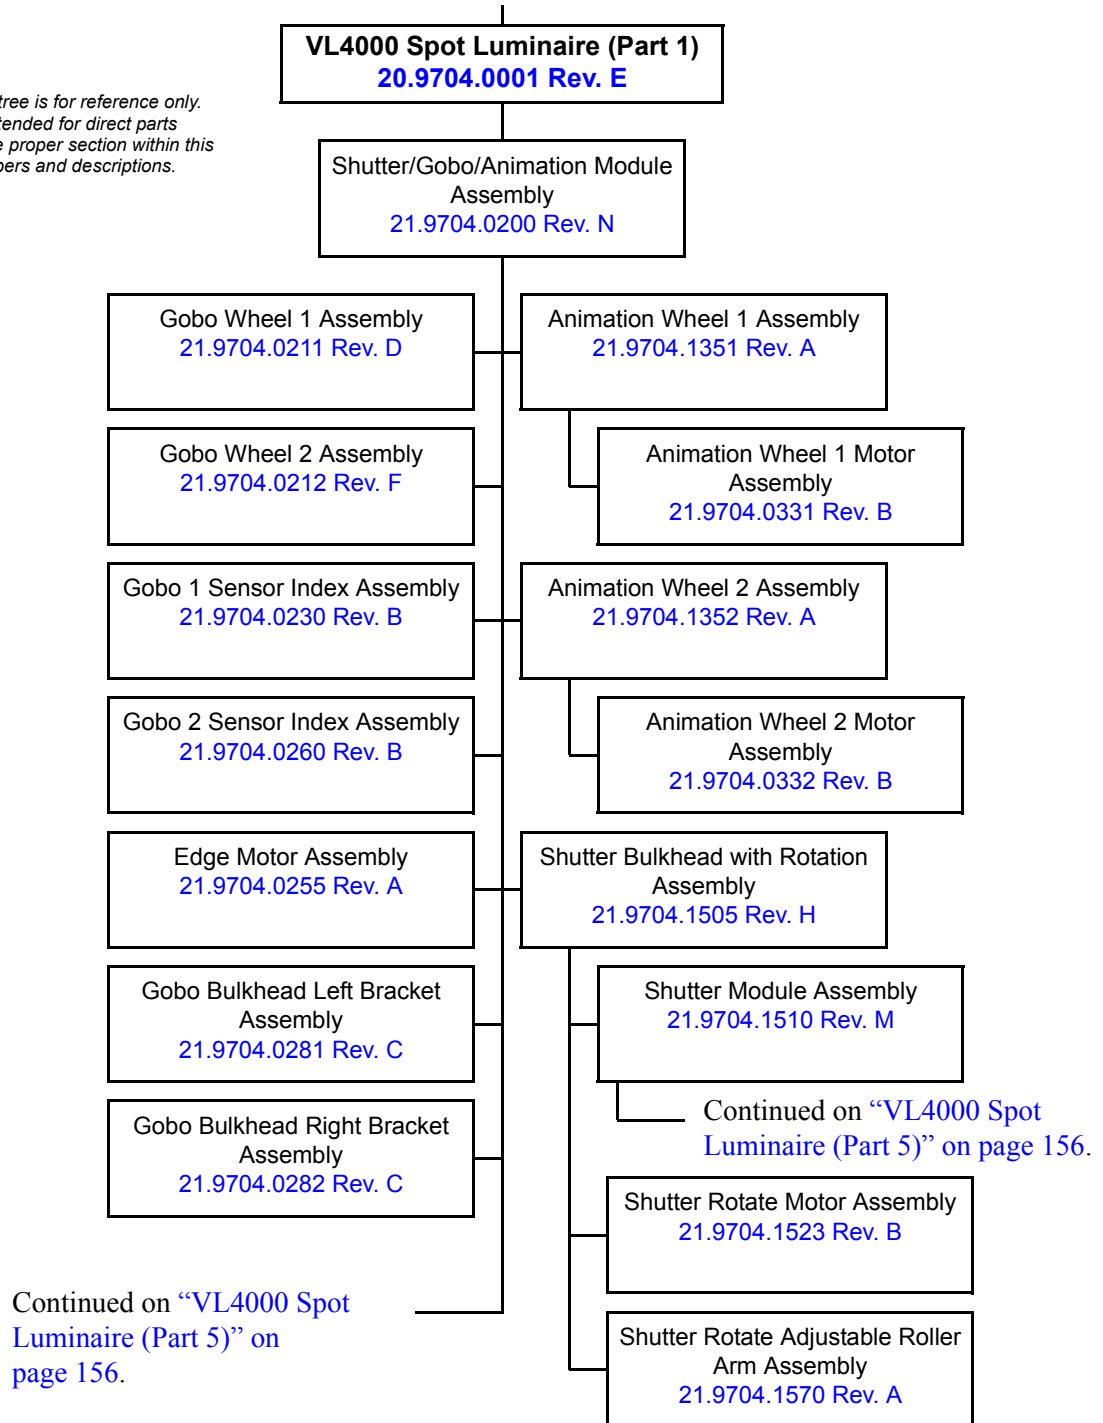 VL4000 Spot Luminaire (Part 1)
20.9704.0001 Rev. E
tree is for reference only.
tended for direct parts
proper section within this
bers and descriptions.
Shutter/Gobo/Animation Module
Assembly
21.9704.0200 Rev. N
Gobo Wheel 1 Assembly
21.9704.0211 Rev. D
Animation Wheel 1 Assembly
21.9704.1351 Rev. A
Gobo Wheel 2 Assembly
21.9704.0212 Rev. F
Animation Wheel 1 Motor
Assembly
21.9704.0331 Rev. B
Gobo 1 Sensor Index Assembly
21.9704.0230 Rev. B
Animation Wheel 2 Assembly
21.9704.1352 Rev. A
Gobo 2 Sensor Index Assembly
21.9704.0260 Rev. B
Animation Wheel 2 Motor
Assembly
21.9704.0332 Rev. B
Edge Motor Assembly
21.9704.0255 Rev. A
Shutter Bulkhead with Rotation
Assembly
21.9704.1505 Rev. H
Gobo Bulkhead Left Bracket
Assembly
21.9704.0281 Rev. C
Shutter Module Assembly
21.9704.1510 Rev. M
Continued on “VL4000 Spot
Luminaire (Part 5)” on page 156.
Gobo Bulkhead Right Bracket
Assembly
21.9704.0282 Rev. C
Shutter Rotate Motor Assembly
21.9704.1523 Rev. B
Continued on “VL4000 Spot
Luminaire (Part 5)” on
page 156.
Shutter Rotate Adjustable Roller
Arm Assembly
21.9704.1570 Rev. A